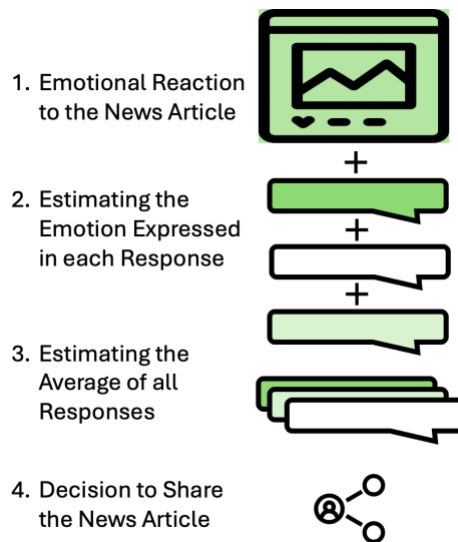 1. Emotional Reaction
to the News Article
+
2. Estimating the
Emotion Expressed
in each Response
+
+
3. Estimating the
Average of all
Responses
4. Decision to Share
the News Article